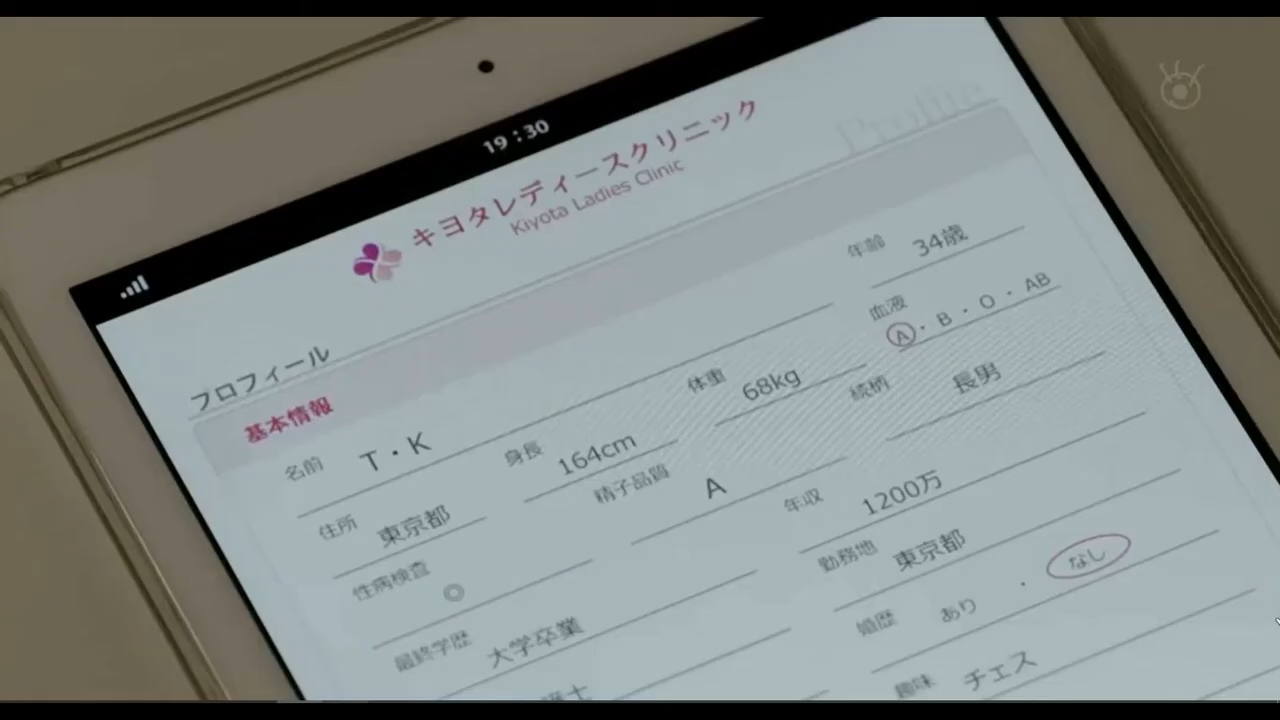 19:30
キヨタレディースクリニック
Kiyota Ladies Clinic
Profile
プロフィール
基本情報
名前 T・K 年齢 34歳
住所 東京都 身長 164cm 体重 68kg 血液 A・B・O・AB
性病検査 ◎ 精子品質 A 続柄 長男
最終学歴 大学卒業 年収 1200万
勤務地 東京都
婚歴 あり ・ なし
趣味 チェス